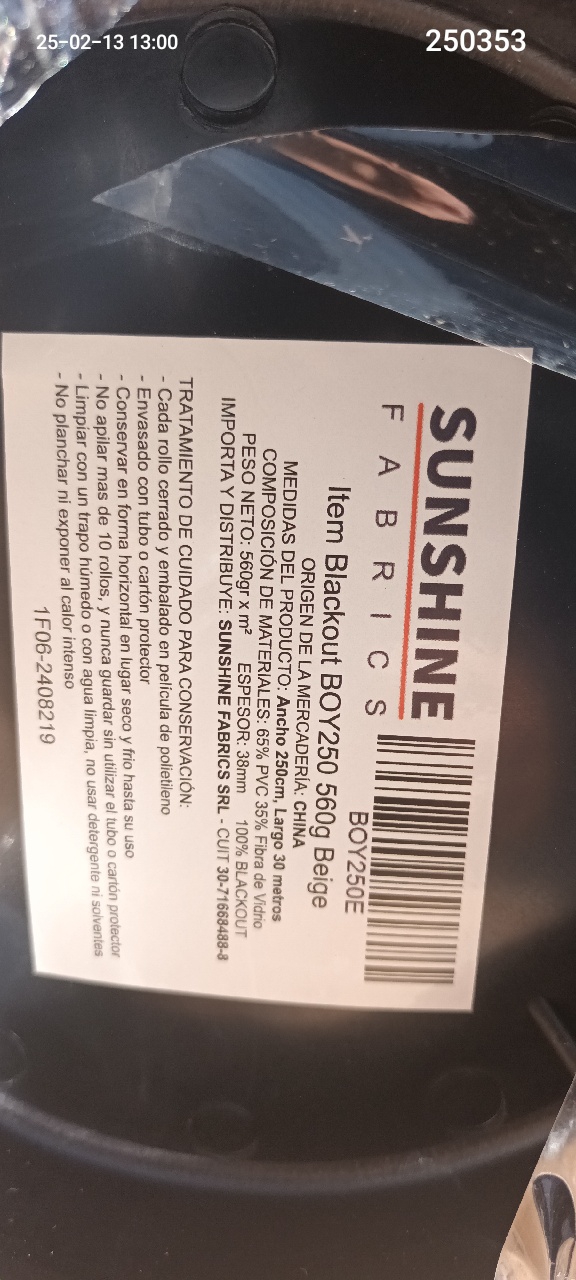 25-02-13 13:00
250353
SUNSHINE
FABRICS
BOY250E
Item Blackout BOY250 560g Beige
ORIGEN DE LA MERCADERÍA: CHINA
MEDIDAS DEL PRODUCTO: Ancho 250cm, Largo 30 metros
COMPOSICIÓN DE MATERIALES: 65% PVC 35% Fibra de Vidrio
PESO NETO: 560gr x m² ESPESOR: 38mm 100% BLACKOUT
IMPORTA Y DISTRIBUYE: SUNSHINE FABRICS SRL - CUIT 30-71668488-8
TRATAMIENTO DE CUIDADO PARA CONSERVACIÓN:
- Cada rollo cerrado y embalado en película de polietileno
- Envasado con tubo o cartón protector
- Conservar en forma horizontal en lugar seco y frio hasta su uso
- No apilar mas de 10 rollos, y nunca guardar sin utilizar el tubo o cartón protector
- Limpiar con un trapo húmedo o con agua limpia, no usar detergente ni solventes
- No planchar ni exponer al calor intenso
1F06-2408219